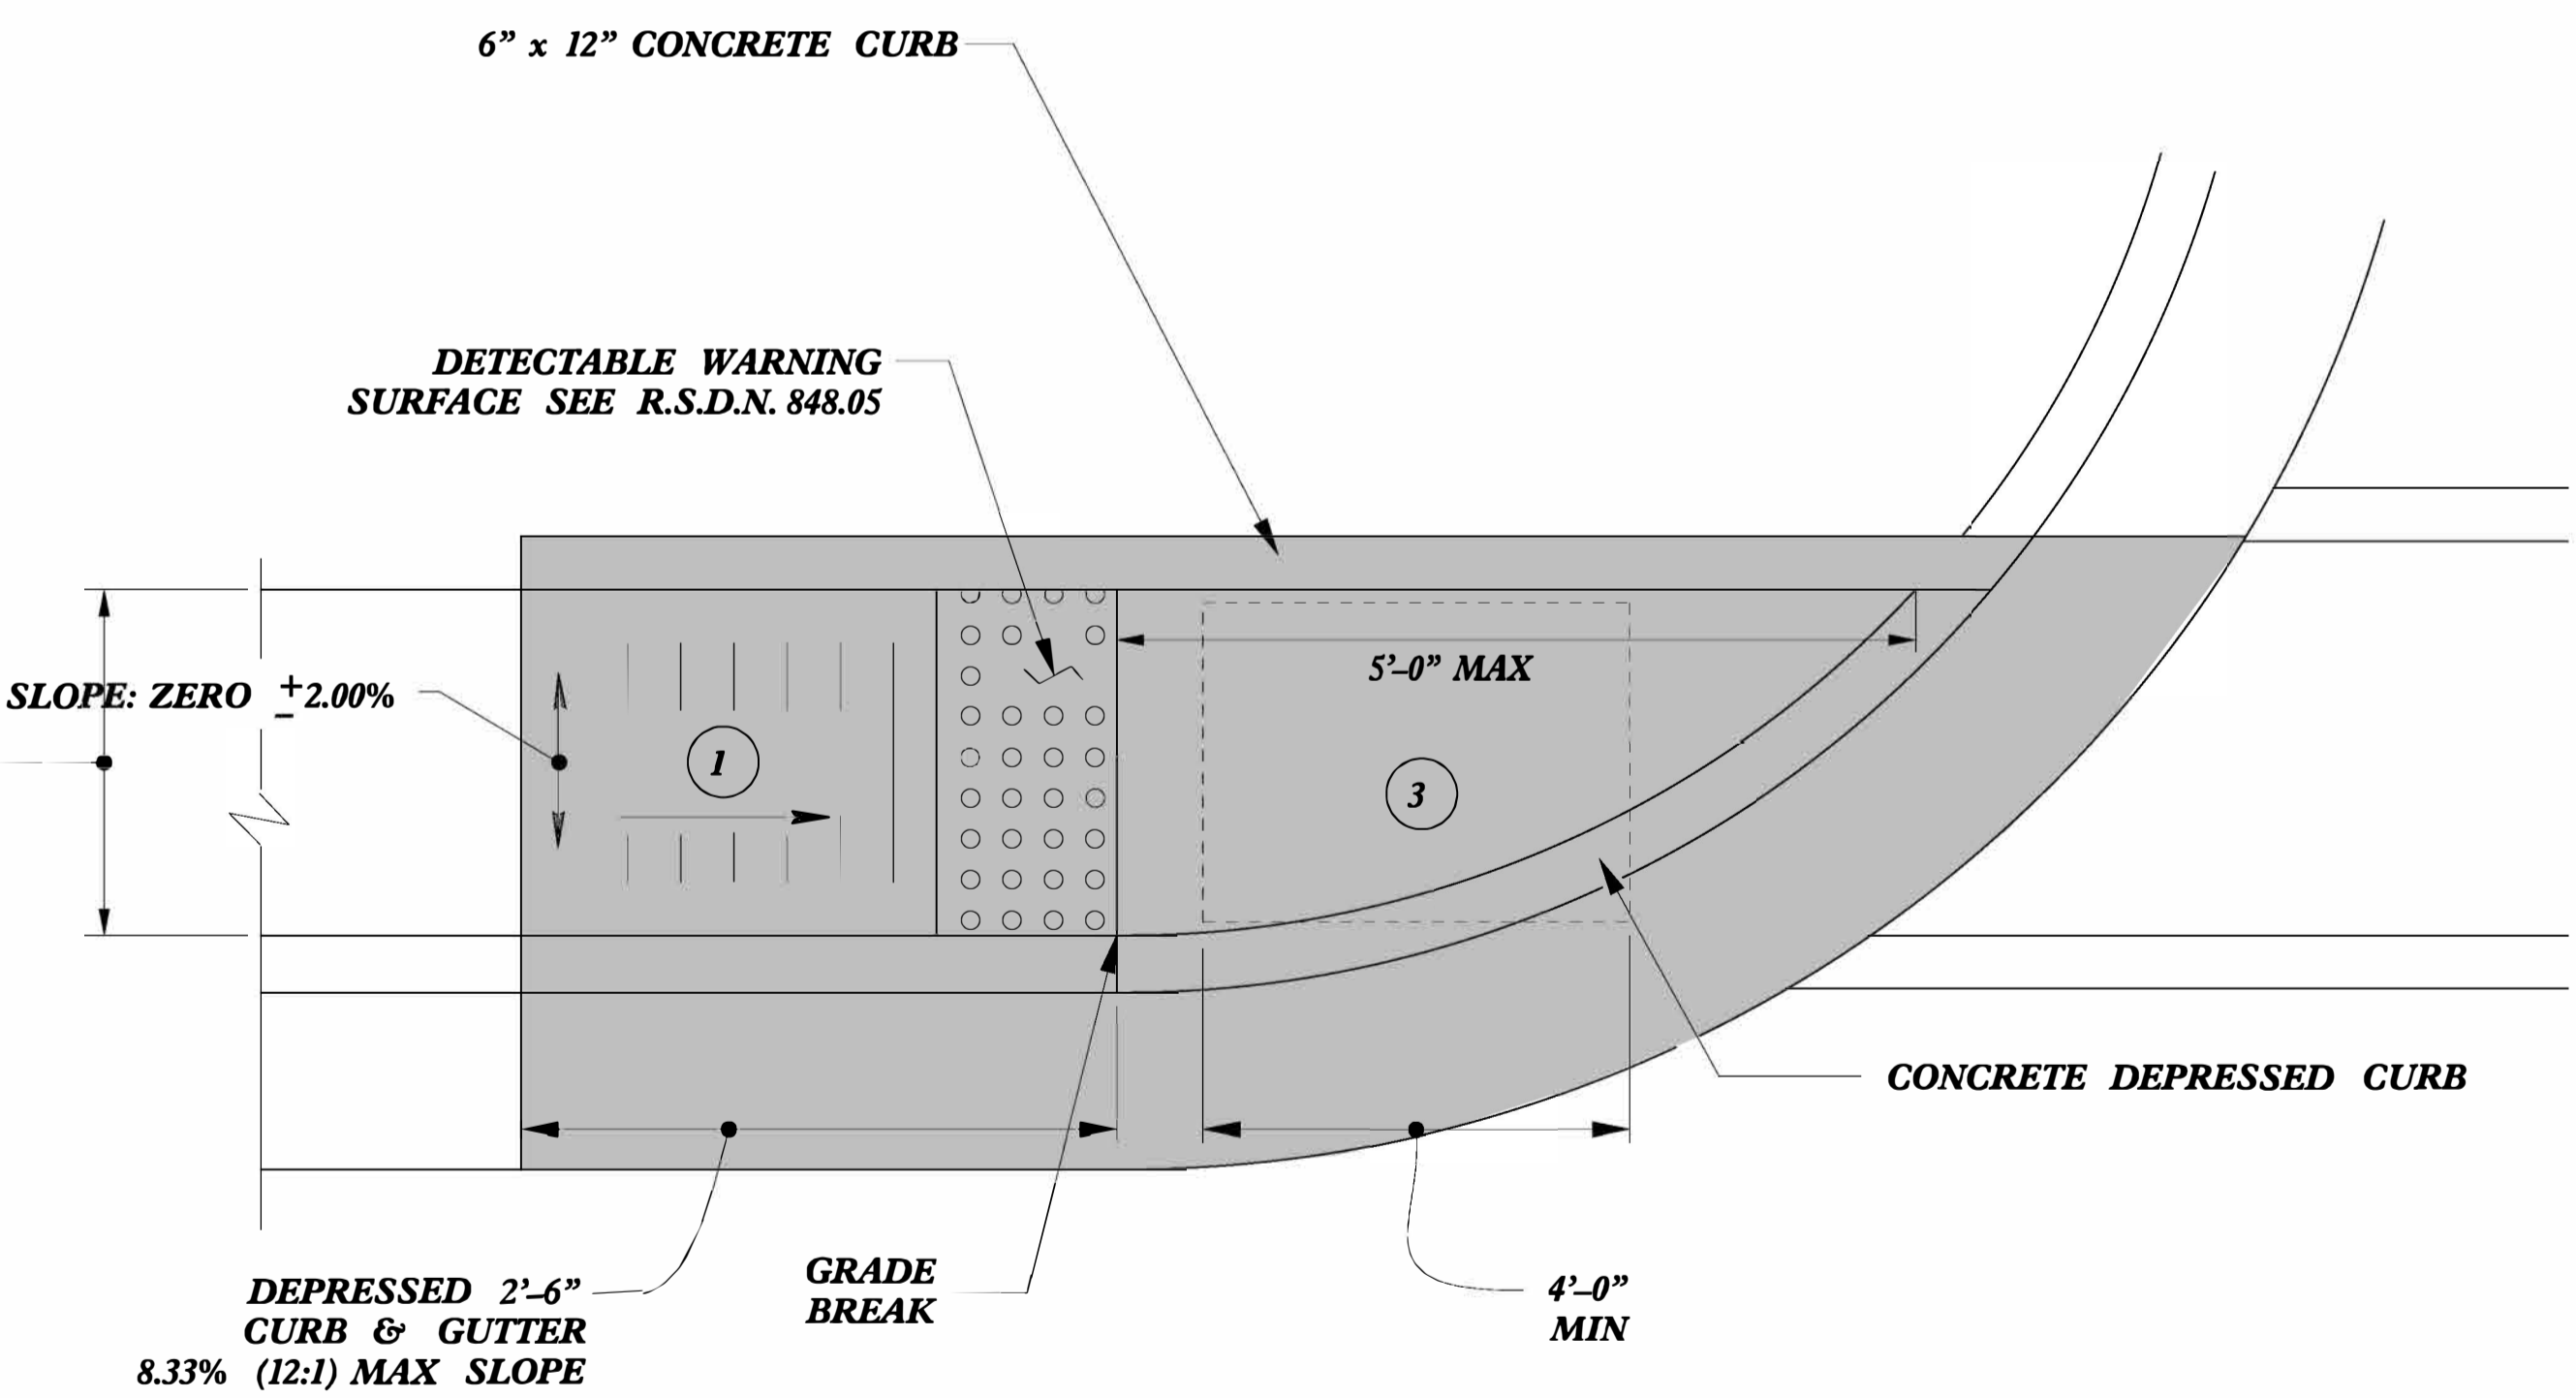 6” x 12” CONCRETE CURB
DETECTABLE WARNING
SURFACE SEE R.S.D.N. 848.05
5’–0” MAX
SLOPE: ZERO ±2.00%
1
3
CONCRETE DEPRESSED CURB
DEPRESSED 2’–6”
CURB & GUTTER
8.33% (12:1) MAX SLOPE
GRADE
BREAK
4’–0”
MIN